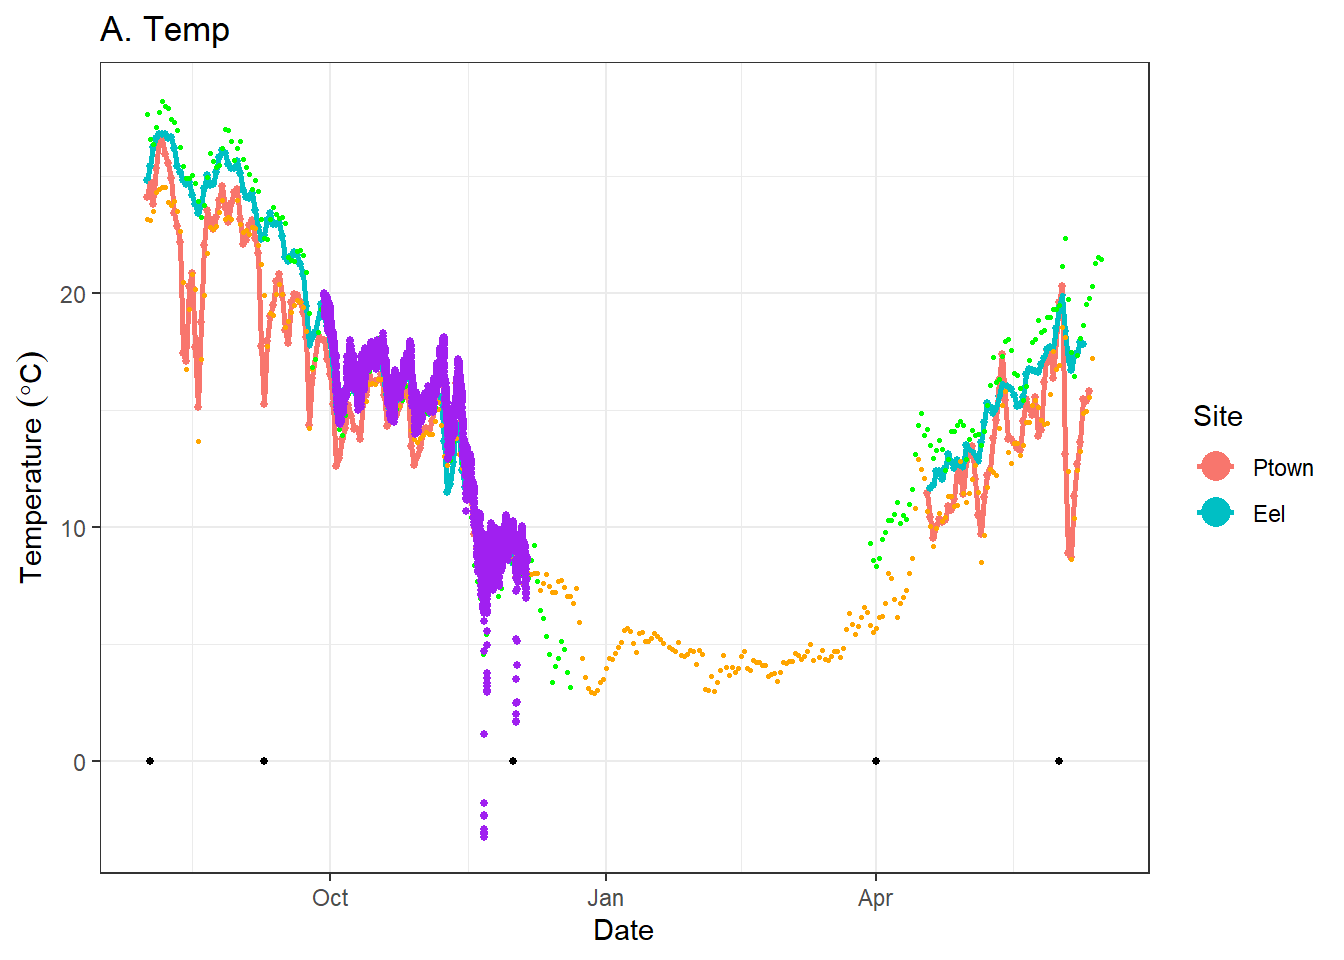 A. Temp
Temperature (°C)
20
10
0
Oct
Jan
Apr
Date
Site
Ptown
Eel